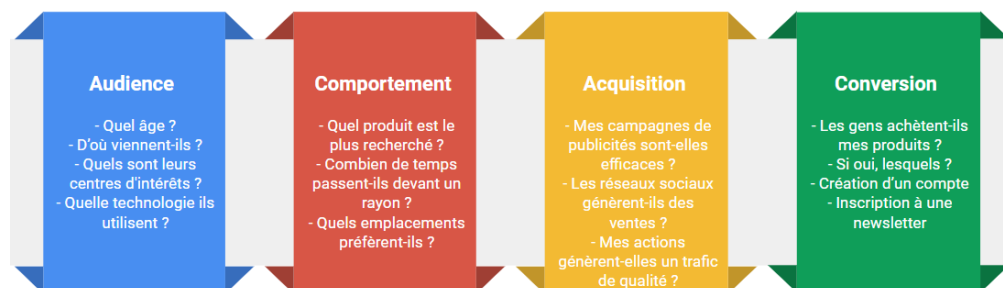 Audience
- Quel âge ?
- D'où viennent-ils ?
- Quels sont leurs
centres d'intérêts ?
- Quelle technologie ils
utilisent ?
Comportement
- Quel produit est le
plus recherché ?
- Combien de temps
passent-ils devant un
rayon ?
- Quels emplacements
préfèrent-ils ?
Acquisition
- Mes campagnes de
publicités sont-elles
efficaces ?
- Les réseaux sociaux
génèrent-ils des
ventes ?
- Mes actions
génèrent-elles un trafic
de qualité ?
Conversion
- Les gens achètent-ils
mes produits ?
- Si oui, lesquels ?
- Création d'un compte
- Inscription à une
newsletter